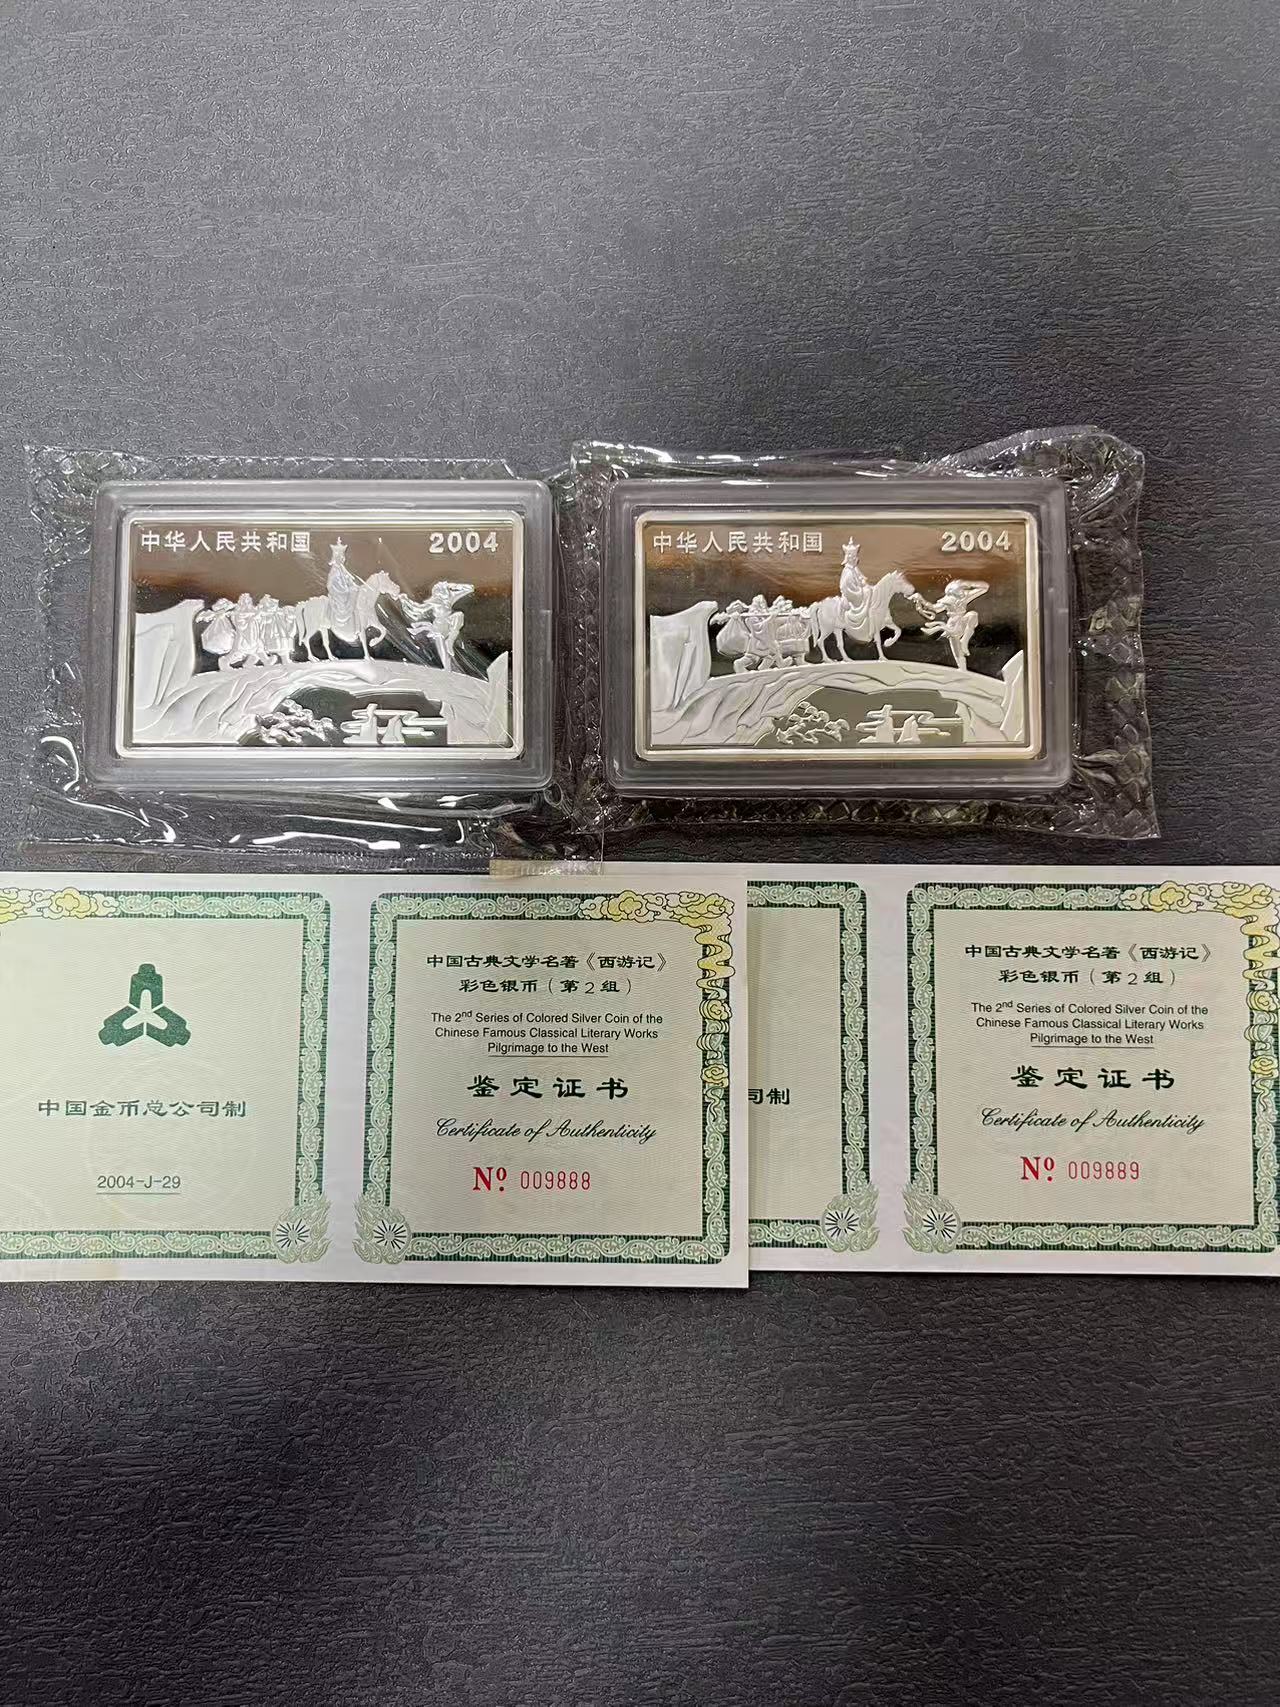 中华人民共和国 2004
中华人民共和国 2004
中国金币总公司制
2004-J-29
中国古典文学名著《西游记》
彩色银币（第2组）
The 2nd Series of Colored Silver Coin of the
Chinese Famous Classical Literary Works
Pilgrimage to the West
鉴定证书
Certificate of Authenticity
Nº. 009888
司制
中国古典文学名著《西游记》
彩色银币（第2组）
The 2nd Series of Colored Silver Coin of the
Chinese Famous Classical Literary Works
Pilgrimage to the West
鉴定证书
Certificate of Authenticity
Nº. 009889